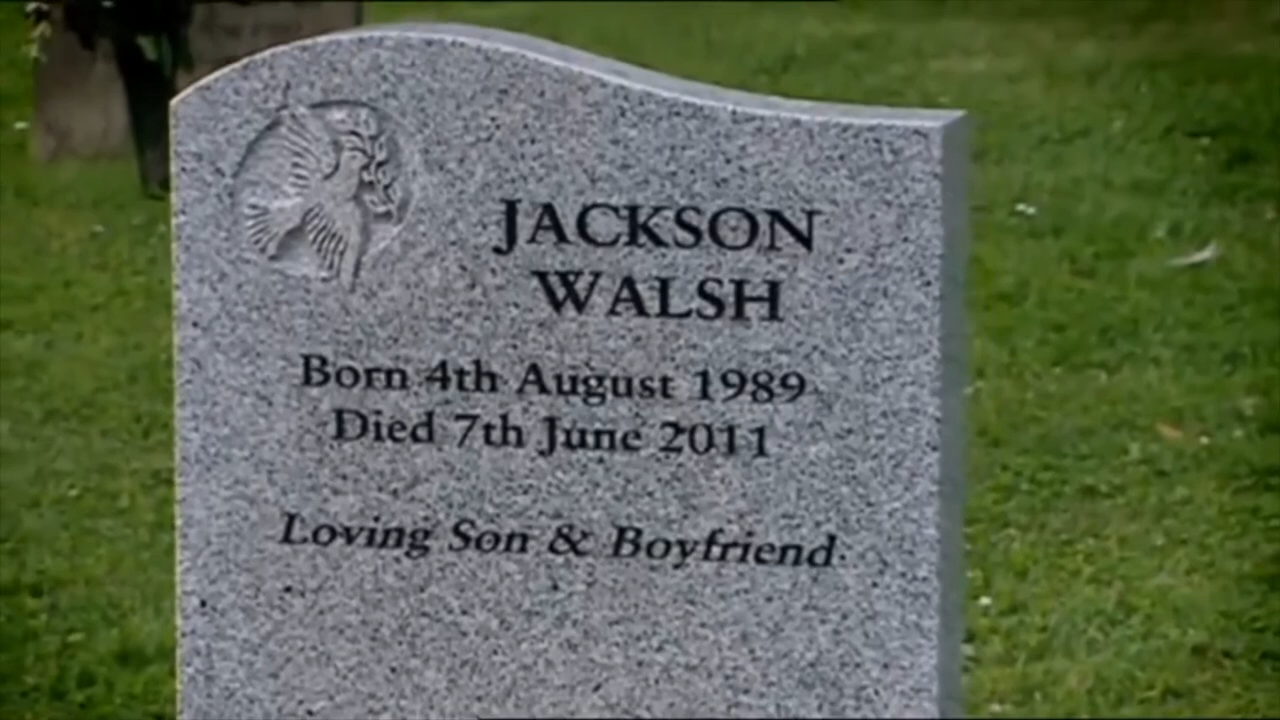 JACKSON
WALSH
Born 4th August 1989
Died 7th June 2011
Loving Son & Boyfriend